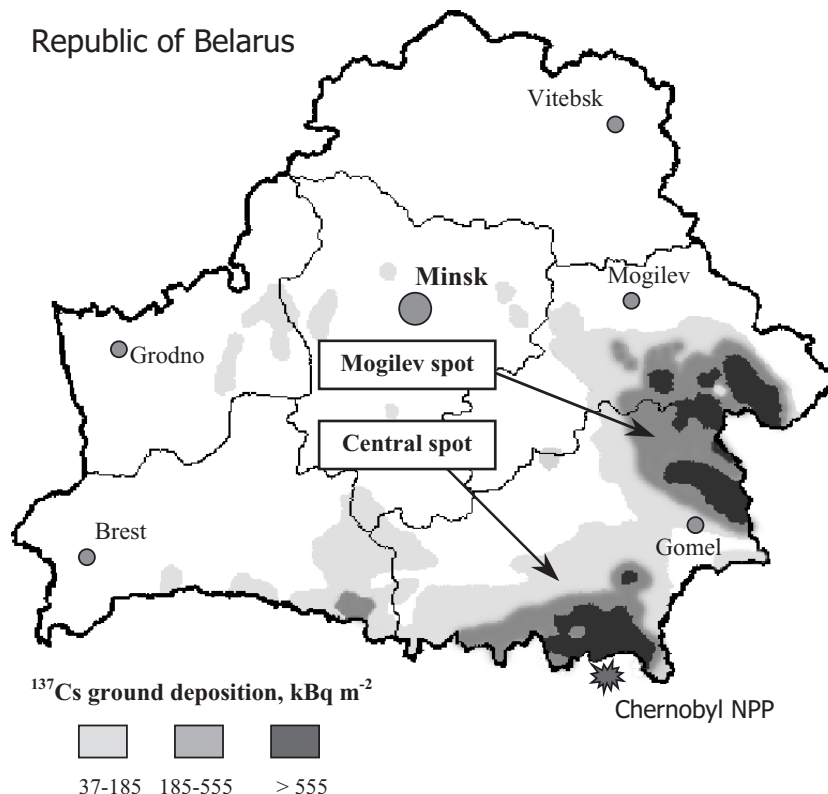 Republic of Belarus
Vitebsk
Minsk
Mogilev
Grodno
Mogilev spot
Central spot
Brest
Gomel
¹³⁷Cs ground deposition, kBq m⁻²
Chernobyl NPP
37-185 185-555 > 555